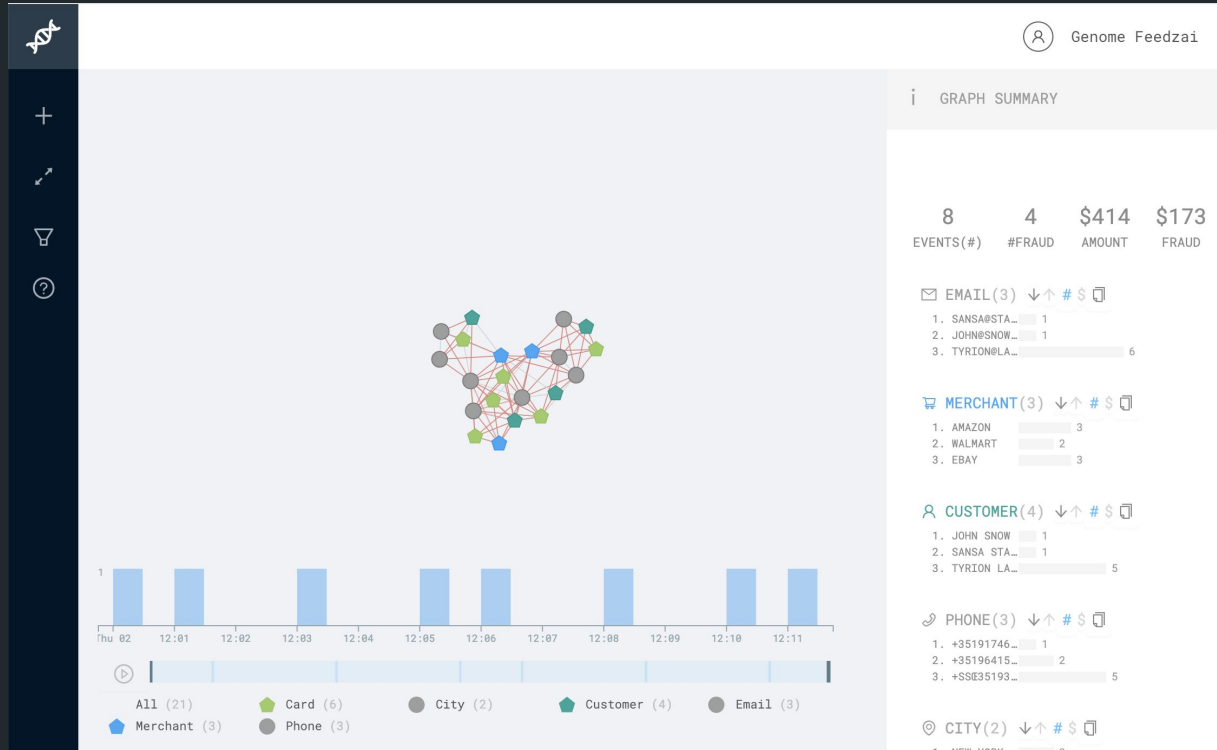 Genome Feedzai
i GRAPH SUMMARY
8 4 $414 $173
EVENTS(#) #FRAUD AMOUNT FRAUD
EMAIL(3) ↓↑ # $
1. SANSA@STA… 1
2. JOHN@SNOW… 1
3. TYRION@LA… 6
MERCHANT(3) ↓↑ # $
1. AMAZON 3
2. WALMART 2
3. EBAY 3
CUSTOMER(4) ↓↑ # $
1. JOHN SNOW 1
2. SANSA STA… 1
3. TYRION LA… 5
PHONE(3) ↓↑ # $
1. +35191746… 1
2. +35196415… 2
3. +SSŒ35193… 5
CITY(2) ↓↑ # $
1. NEW YORK
1
Thu 02 12:01 12:02 12:03 12:04 12:05 12:06 12:07 12:08 12:09 12:10 12:11
All (21) Card (6) City (2) Customer (4) Email (3)
Merchant (3) Phone (3)